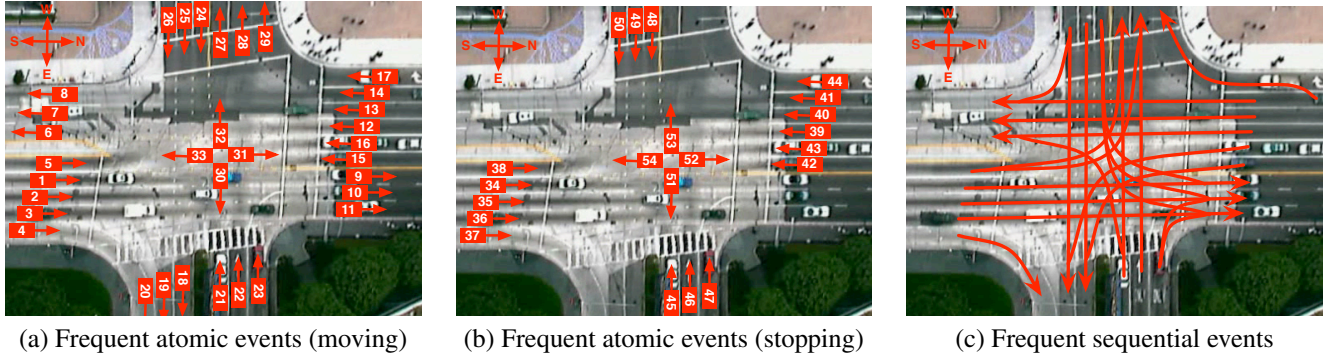 W
S N
E
26 25 24 27 28 29
17
8 14
7 13
6 12
32 16
5 33 31 15
1 30 9
2 10
3 11
4
20 19 18 21 22 23
W
S N
E
50 49 48
44
41
40
39
53 43
38 54 52 42
34 51
35
36
37
45 46 47
W
S N
E
(a) Frequent atomic events (moving) (b) Frequent atomic events (stopping) (c) Frequent sequential events